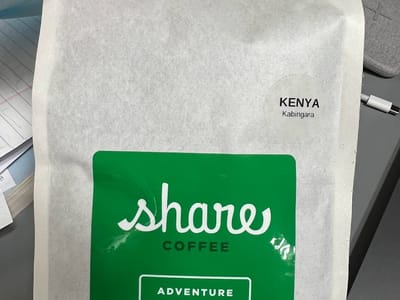 KENYA
Kabingara
share
COFFEE
ADVENTURE